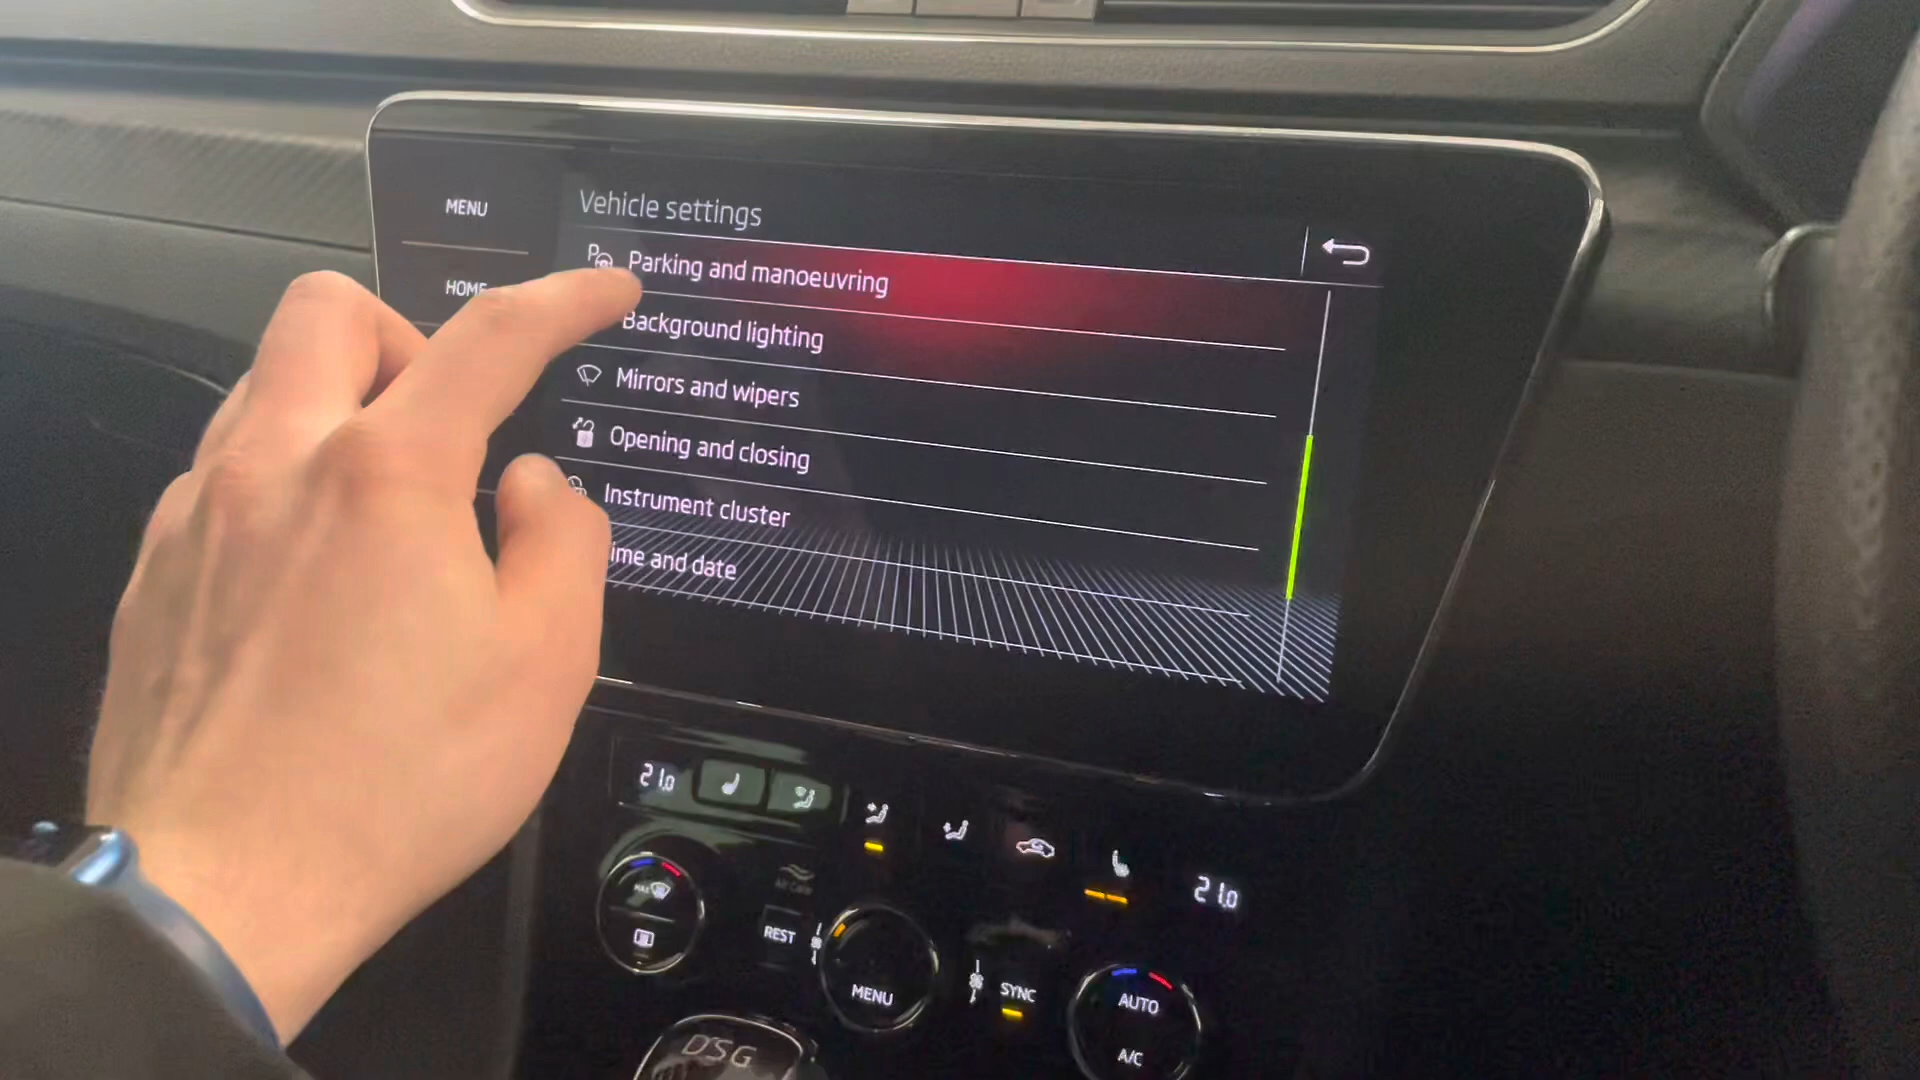 MENU
HOME
Vehicle settings
Parking and manoeuvring
Background lighting
Mirrors and wipers
Opening and closing
Instrument cluster
ime and date
21.0
21.0
MAX
REST
MENU
SYNC
AUTO
A/C
DSG